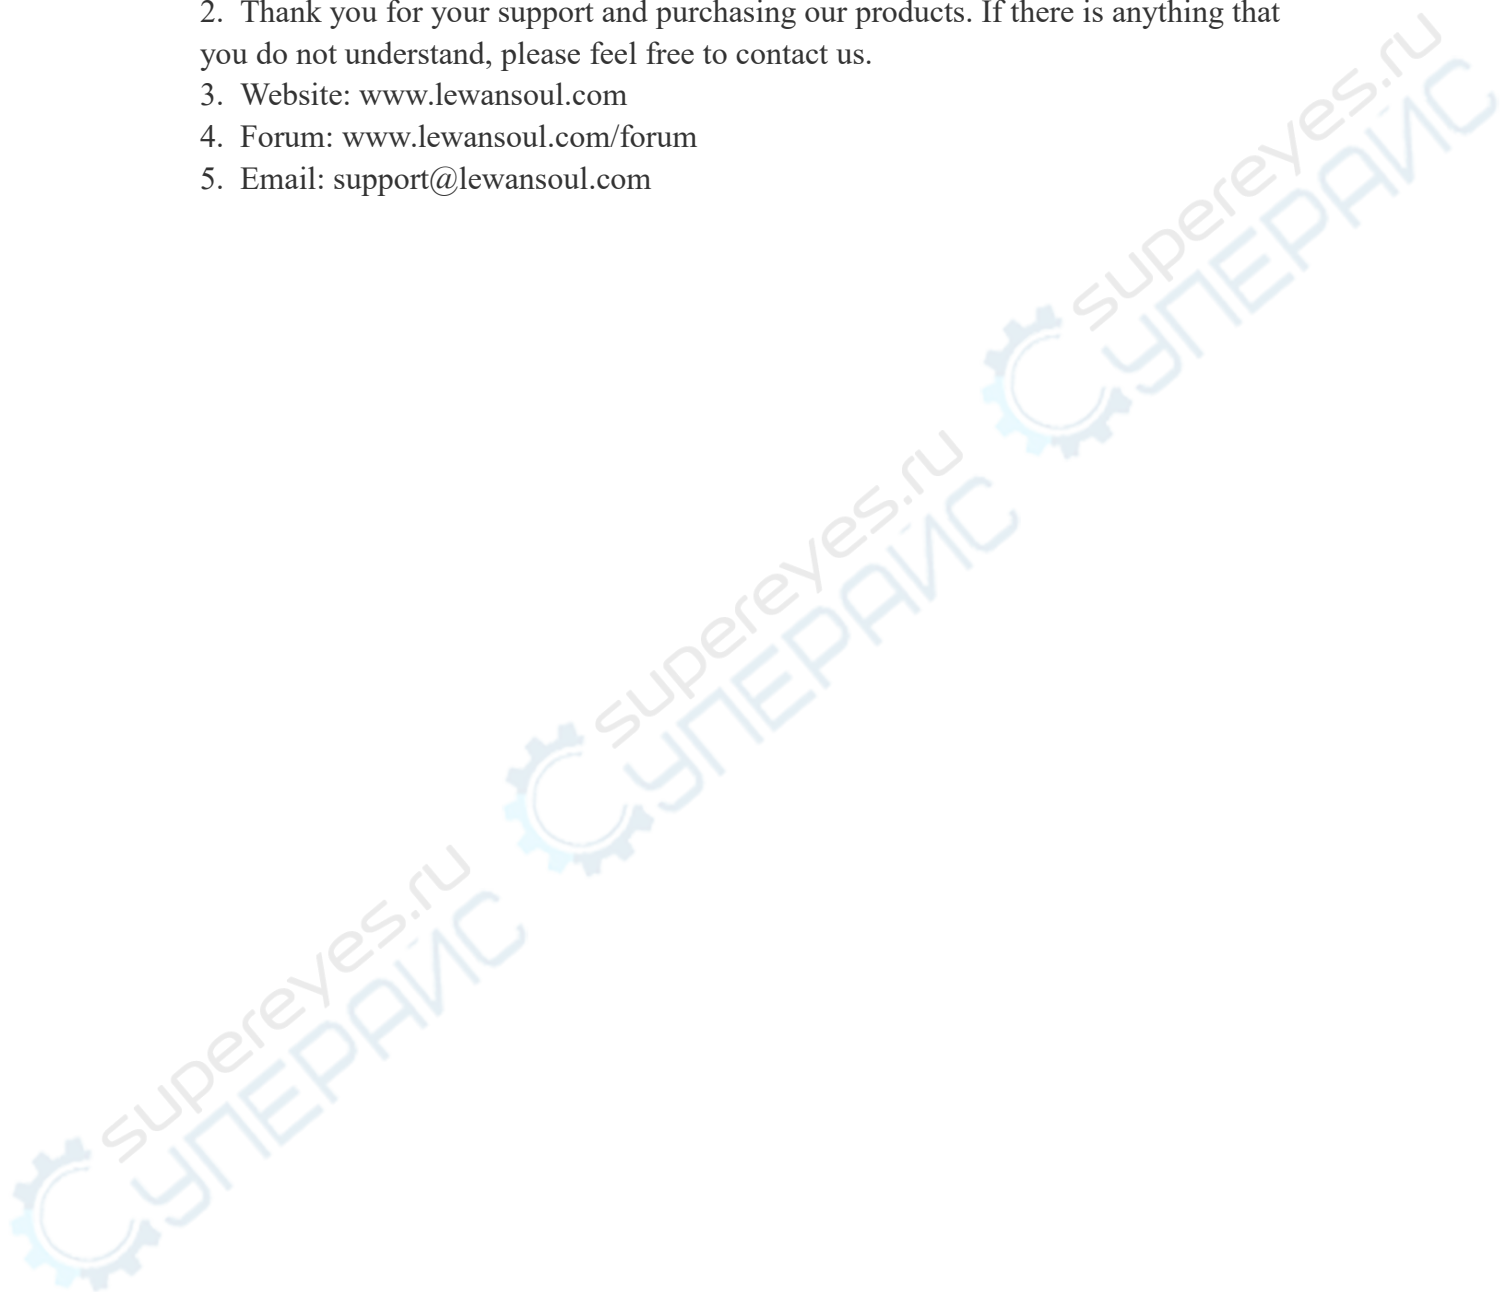 2. Thank you for your support and purchasing our products. If there is anything that
you do not understand, please feel free to contact us.
3. Website: www.lewansoul.com
4. Forum: www.lewansoul.com/forum
5. Email: support@lewansoul.com
supereyes.ru
СУПЕРАЙС
supereyes.ru
СУПЕРАЙС
supereyes.ru
СУПЕРАЙС